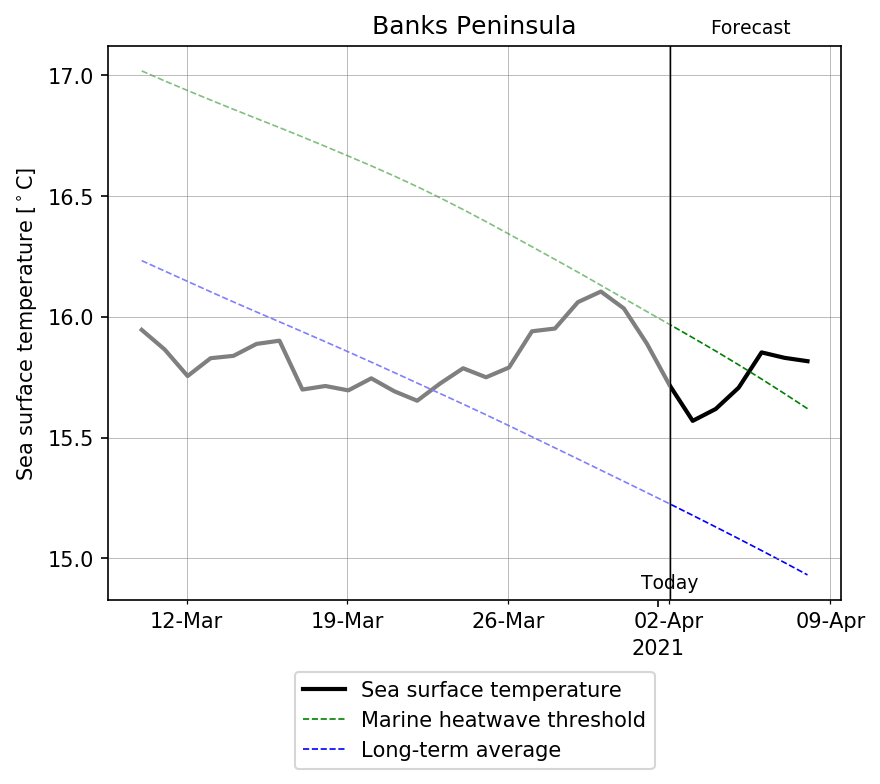 Banks Peninsula
Forecast
Sea surface temperature [°C]
17.0
16.5
16.0
15.5
15.0
Today
12-Mar 19-Mar 26-Mar 02-Apr 09-Apr
2021
Sea surface temperature
Marine heatwave threshold
Long-term average